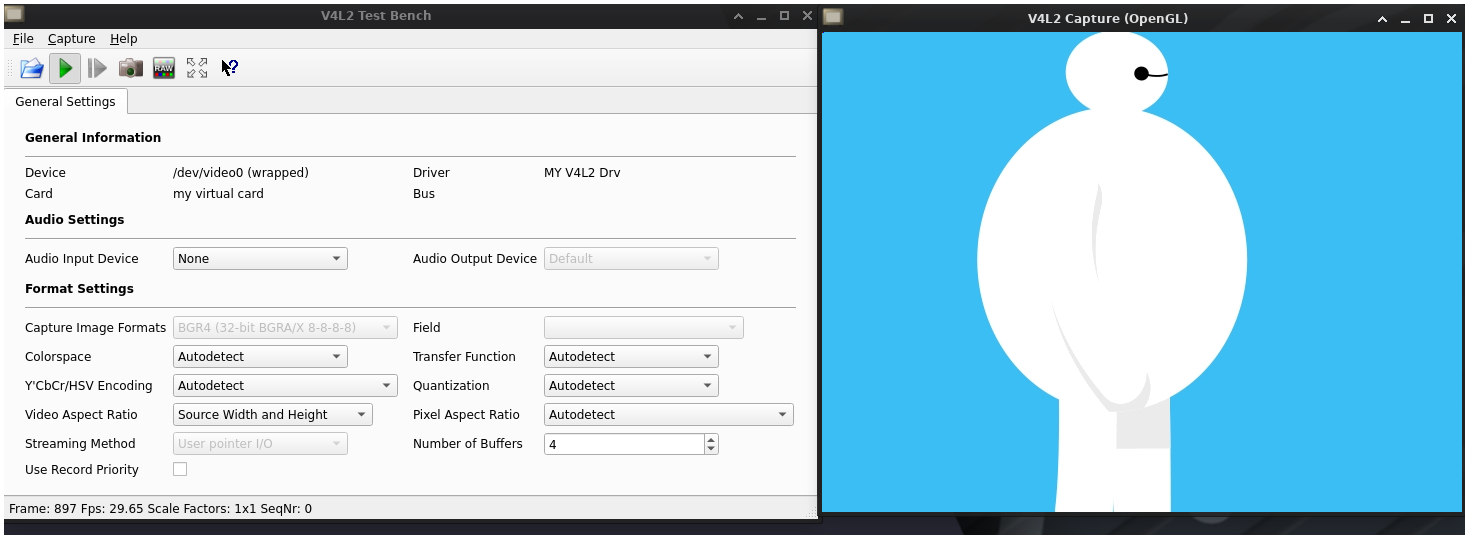 V4L2 Test Bench
File Capture Help
RAW
General Settings
General Information
Device /dev/video0 (wrapped) Driver MY V4L2 Drv
Card my virtual card Bus
Audio Settings
Audio Input Device None Audio Output Device Default
Format Settings
Capture Image Formats BGR4 (32-bit BGRA/X 8-8-8-8) Field
Colorspace Autodetect Transfer Function Autodetect
Y'CbCr/HSV Encoding Autodetect Quantization Autodetect
Video Aspect Ratio Source Width and Height Pixel Aspect Ratio Autodetect
Streaming Method User pointer I/O Number of Buffers 4
Use Record Priority
Frame: 897 Fps: 29.65 Scale Factors: 1x1 SeqNr: 0
V4L2 Capture (OpenGL)